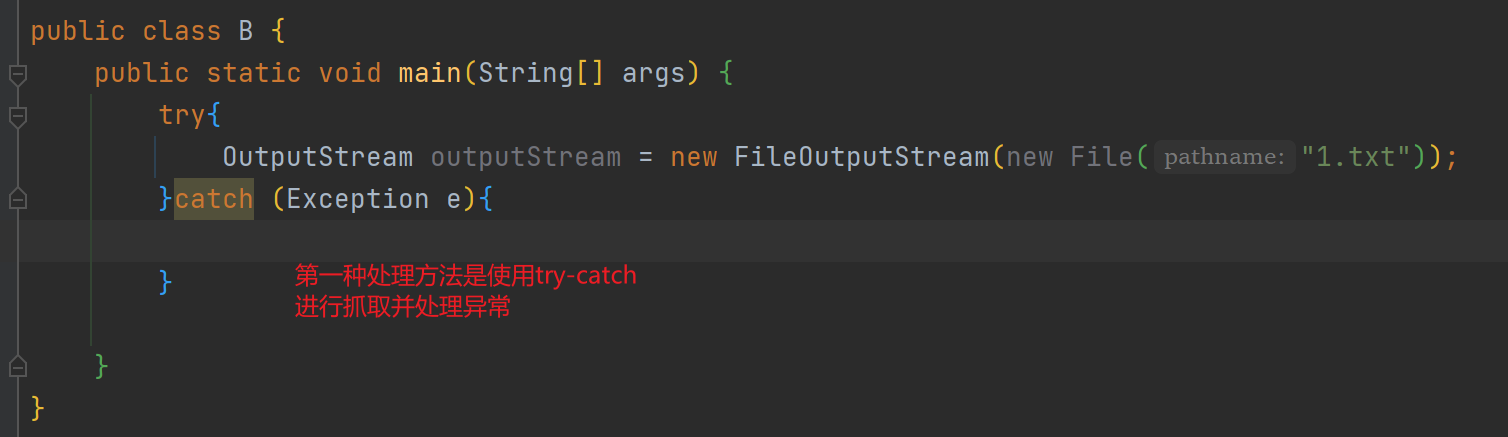 public class B {
public static void main(String[] args) {
try{
OutputStream outputStream = new FileOutputStream(new File( pathname: "1.txt"));
}catch (Exception e){
}
第一种处理方法是使用try-catch
进行抓取并处理异常
}
}